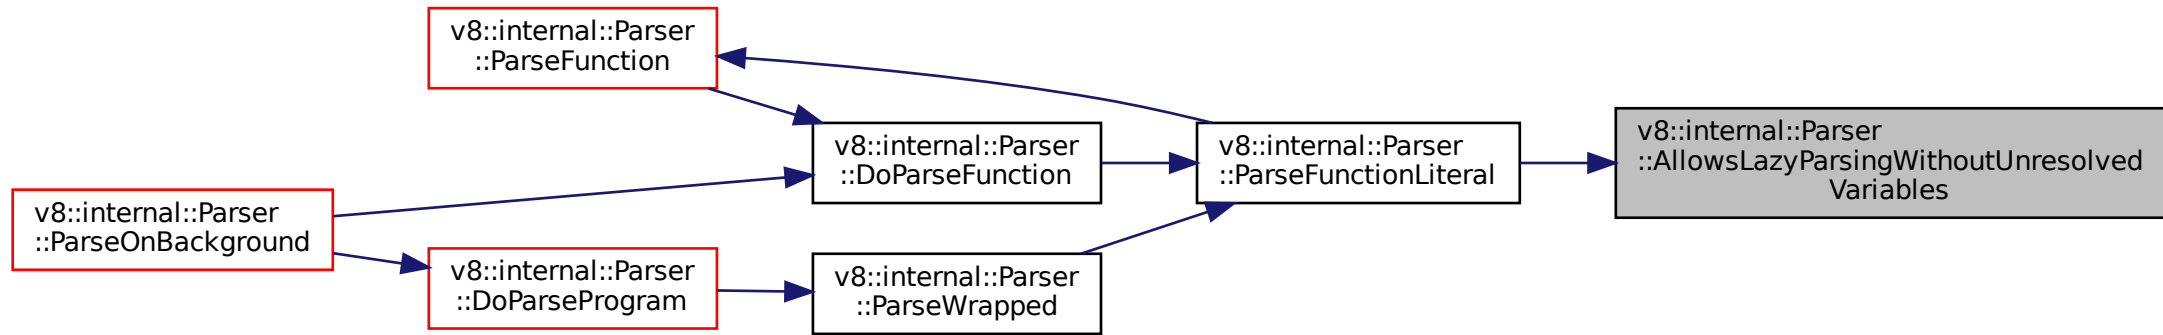 v8::internal::Parser
::ParseFunction
v8::internal::Parser
::DoParseFunction
v8::internal::Parser
::ParseFunctionLiteral
v8::internal::Parser
::AllowsLazyParsingWithoutUnresolved
Variables
v8::internal::Parser
::ParseOnBackground
v8::internal::Parser
::DoParseProgram
v8::internal::Parser
::ParseWrapped